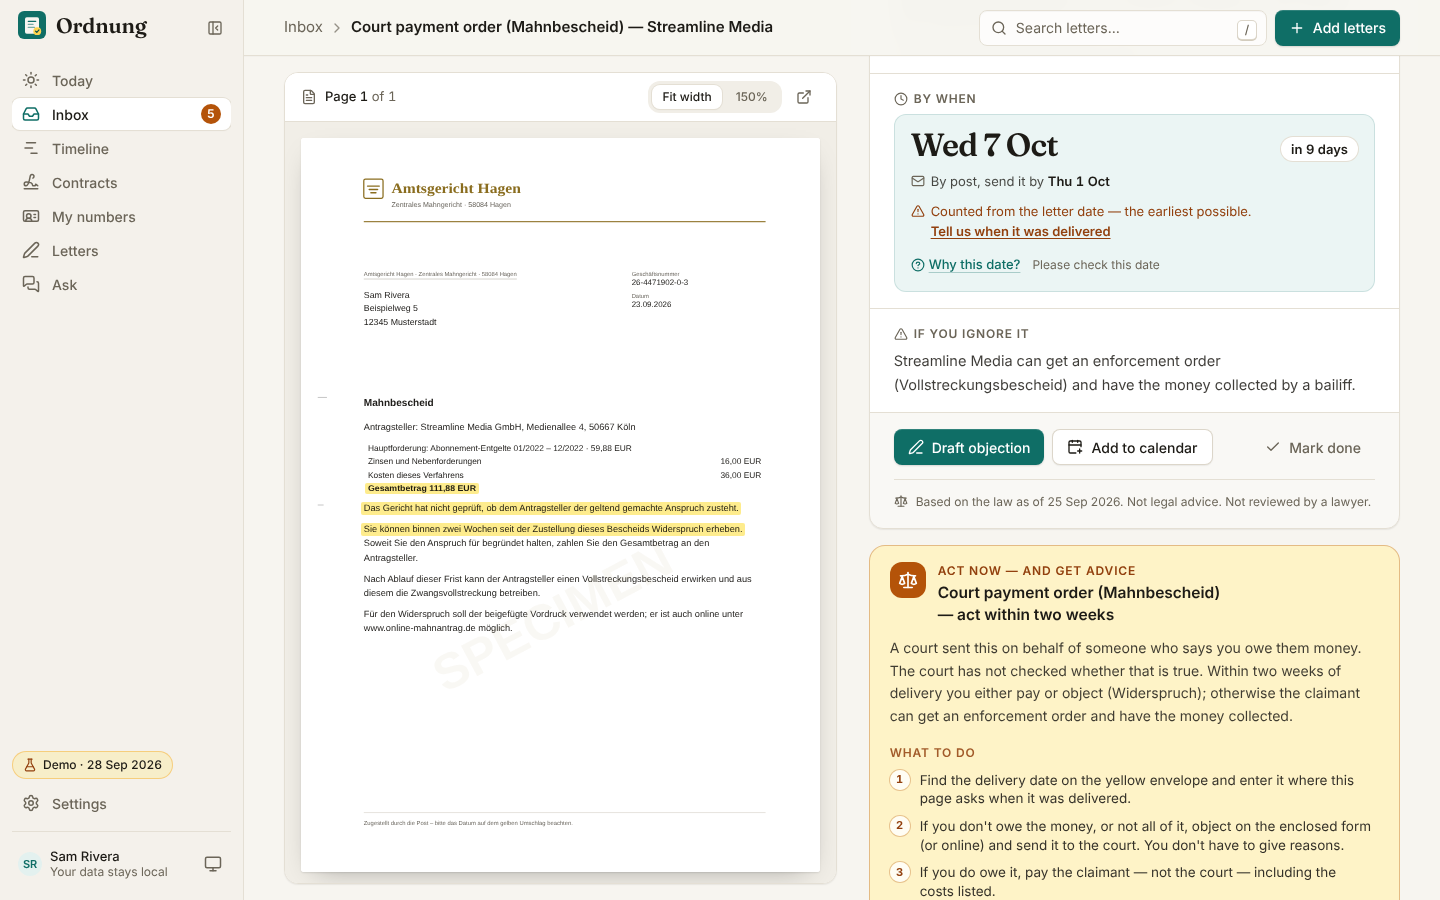 Ordnung
Today
Inbox
5
Timeline
Contracts
My numbers
Letters
Ask
Demo · 28 Sep 2026
Settings
SR
Sam Rivera
Your data stays local
Inbox
Court payment order (Mahnbescheid) — Streamline Media
Search letters...
/
Add letters
Page 1 of 1
Fit width
150%
Amtsgericht Hagen
Zentrales Mahngericht · 58084 Hagen
Amtsgericht Hagen · Zentrales Mahngericht · 58084 Hagen
Sam Rivera
Beispielweg 5
12345 Musterstadt
Geschäftsnummer
26-4471902-0-3
Datum
23.09.2026
Mahnbescheid
Antragsteller: Streamline Media GmbH, Medienallee 4, 50667 Köln
Hauptforderung: Abonnement-Entgelte 01/2022 – 12/2022 · 59,88 EUR
Zinsen und Nebenforderungen 16,00 EUR
Kosten dieses Verfahrens 36,00 EUR
Gesamtbetrag 111,88 EUR
Das Gericht hat nicht geprüft, ob dem Antragsteller der geltend gemachte Anspruch zusteht.
Sie können binnen zwei Wochen seit der Zustellung dieses Bescheids Widerspruch erheben.
Soweit Sie den Anspruch für begründet halten, zahlen Sie den Gesamtbetrag an den
Antragsteller.
Nach Ablauf dieser Frist kann der Antragsteller einen Vollstreckungsbescheid erwirken und aus
diesem die Zwangsvollstreckung betreiben.
Für den Widerspruch soll der beigefügte Vordruck verwendet werden; er ist auch online unter
www.online-mahnantrag.de möglich.
SPECIMEN
Zugestellt durch die Post – bitte das Datum auf dem gelben Umschlag beachten.
BY WHEN
Wed 7 Oct
in 9 days
By post, send it by Thu 1 Oct
Counted from the letter date — the earliest possible.
Tell us when it was delivered
Why this date?
Please check this date
IF YOU IGNORE IT
Streamline Media can get an enforcement order
(Vollstreckungsbescheid) and have the money collected by a bailiff.
Draft objection
Add to calendar
Mark done
Based on the law as of 25 Sep 2026. Not legal advice. Not reviewed by a lawyer.
ACT NOW — AND GET ADVICE
Court payment order (Mahnbescheid)
— act within two weeks
A court sent this on behalf of someone who says you owe them money.
The court has not checked whether that is true. Within two weeks of
delivery you either pay or object (Widerspruch); otherwise the claimant
can get an enforcement order and have the money collected.
WHAT TO DO
1 Find the delivery date on the yellow envelope and enter it where this
page asks when it was delivered.
2 If you don't owe the money, or not all of it, object on the enclosed form
(or online) and send it to the court. You don't have to give reasons.
3 If you do owe it, pay the claimant — not the court — including the
costs listed.